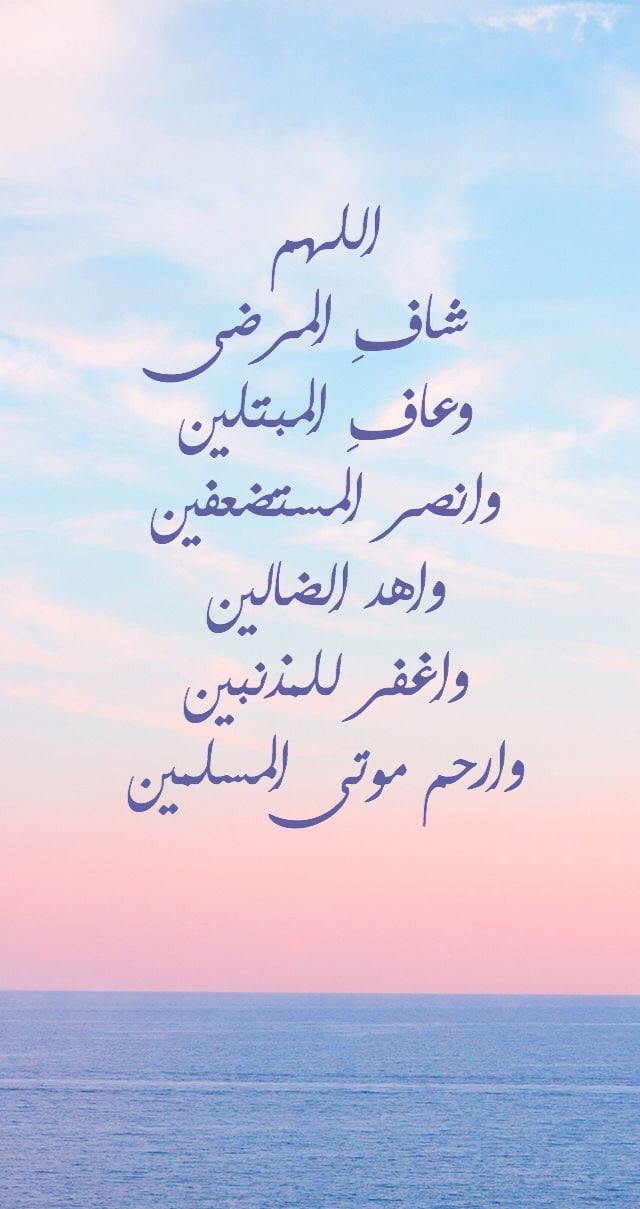 اللهم
شافِ المرضى
وعافِ المبتلين
وانصر المستضعفين
واهد الضالين
واغفر للمذنبين
وارحم موتى المسلمين